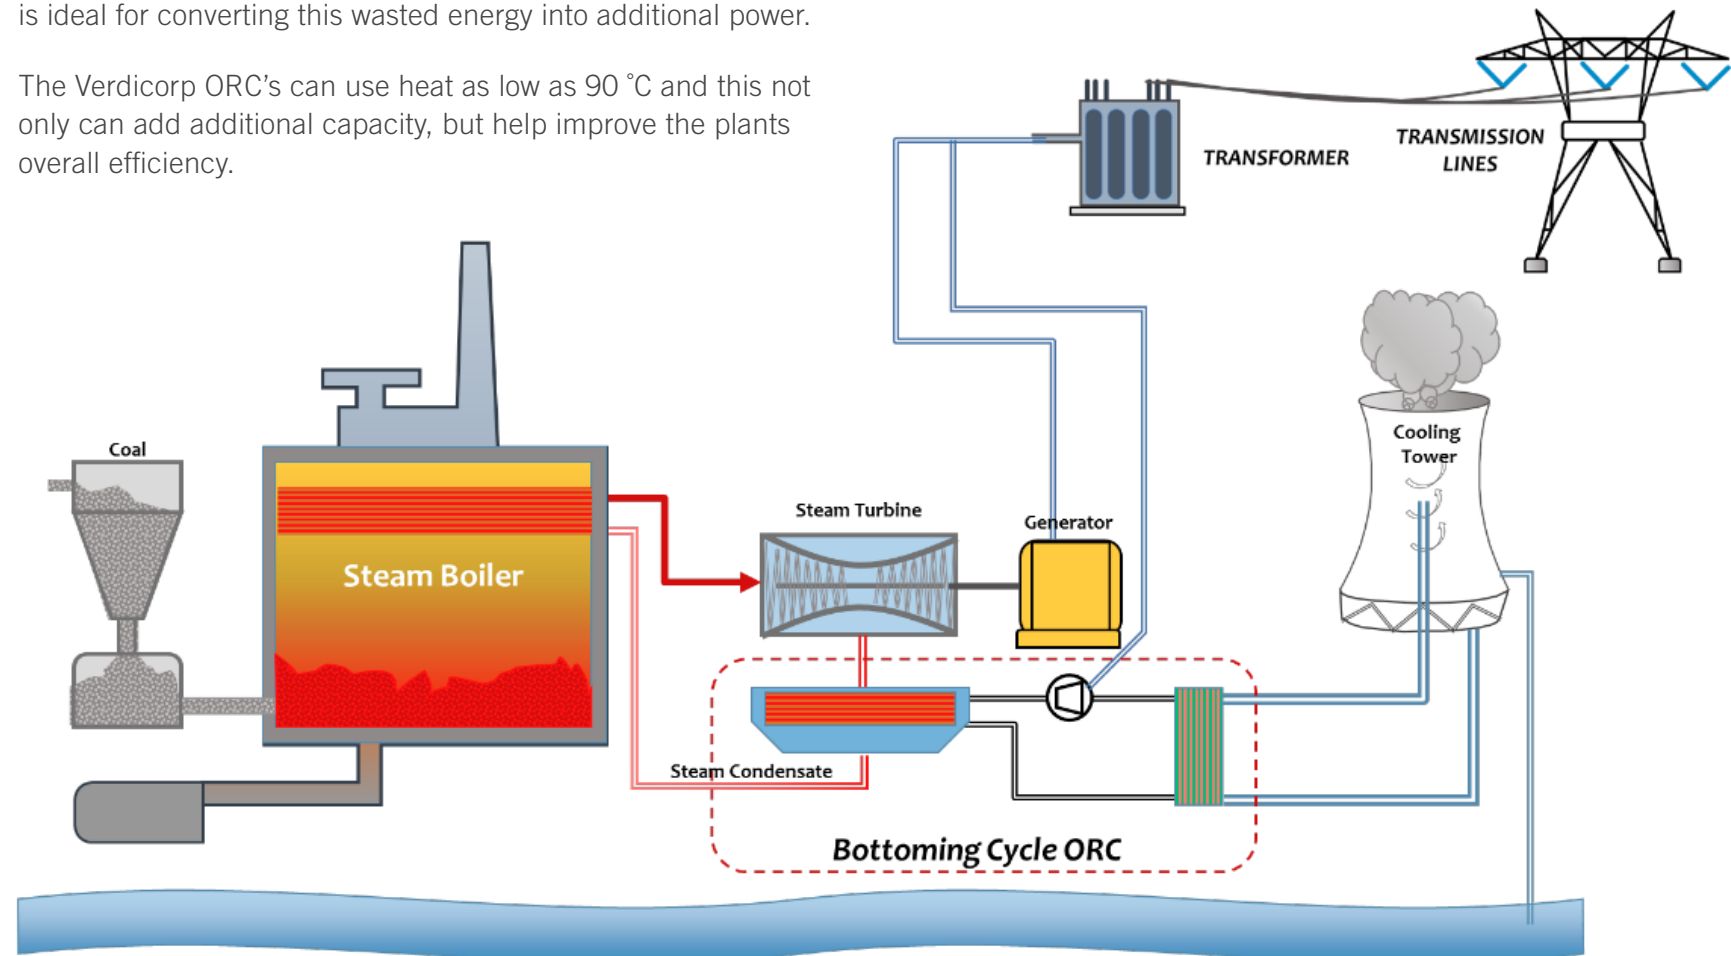 is ideal for converting this wasted energy into additional power.
The Verdicorp ORC’s can use heat as low as 90 ˚C and this not
only can add additional capacity, but help improve the plants
overall efficiency.
TRANSFORMER
TRANSMISSION
LINES
Coal
Steam Boiler
Steam Turbine
Generator
Cooling
Tower
Steam Condensate
Bottoming Cycle ORC